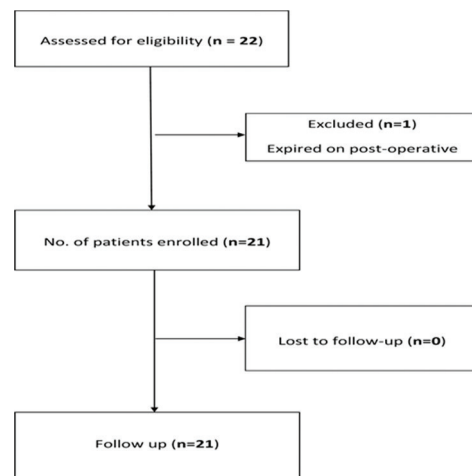 Assessed for eligibility (n = 22)
Excluded (n=1)
Expired on post-operative
No. of patients enrolled (n=21)
Lost to follow-up (n=0)
Follow up (n=21)